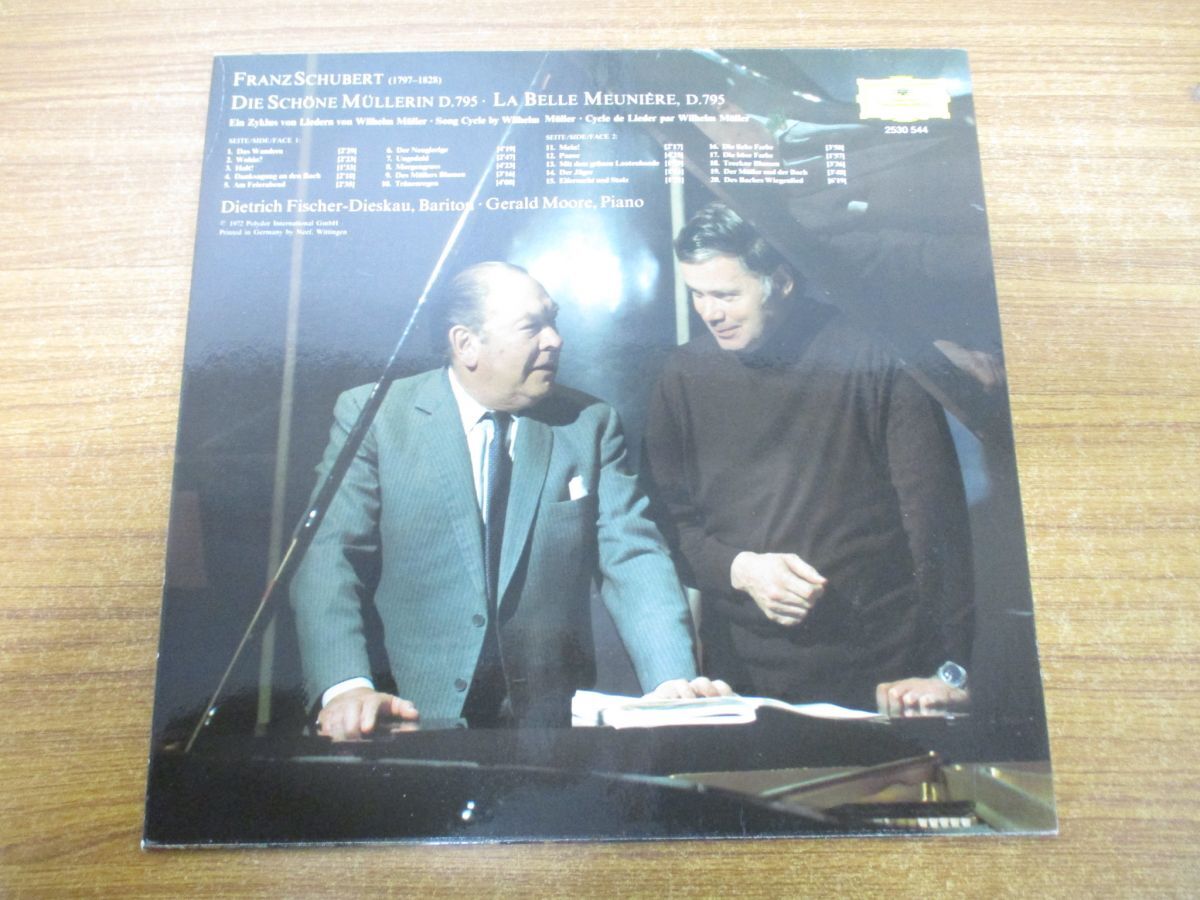 FRANZ SCHUBERT (1797–1828)
DIE SCHÖNE MÜLLERIN D.795 · LA BELLE MEUNIÈRE, D.795
Ein Zyklus von Liedern von Wilhelm Müller · Song Cycle by Wilhelm Müller · Cycle de Lieder par Wilhelm Müller
2530 544
SEITE/SIDE/FACE 1:
1. Das Wandern
2. Wohin? [2'23]
3. Halt!
4. Danksagung an den Bach
5. Am Feierabend
6. Der Neugierige
7. Ungeduld
8. Morgengruss
9. Des Müllers Blumen
10. Tränenregen
SEITE/SIDE/FACE 2:
11. Mein! [2'17]
12. Pause
13. Mit dem grünen Lautenbande
14. Der Jäger
15. Eifersucht und Stolz
16. Die liebe Farbe
17. Die böse Farbe
18. Trockne Blumen
19. Der Müller und der Bach
20. Des Baches Wiegenlied [6'19]
Dietrich Fischer-Dieskau, Bariton · Gerald Moore, Piano
1972 Polydor International GmbH
Printed in Germany by Neef, Wittingen